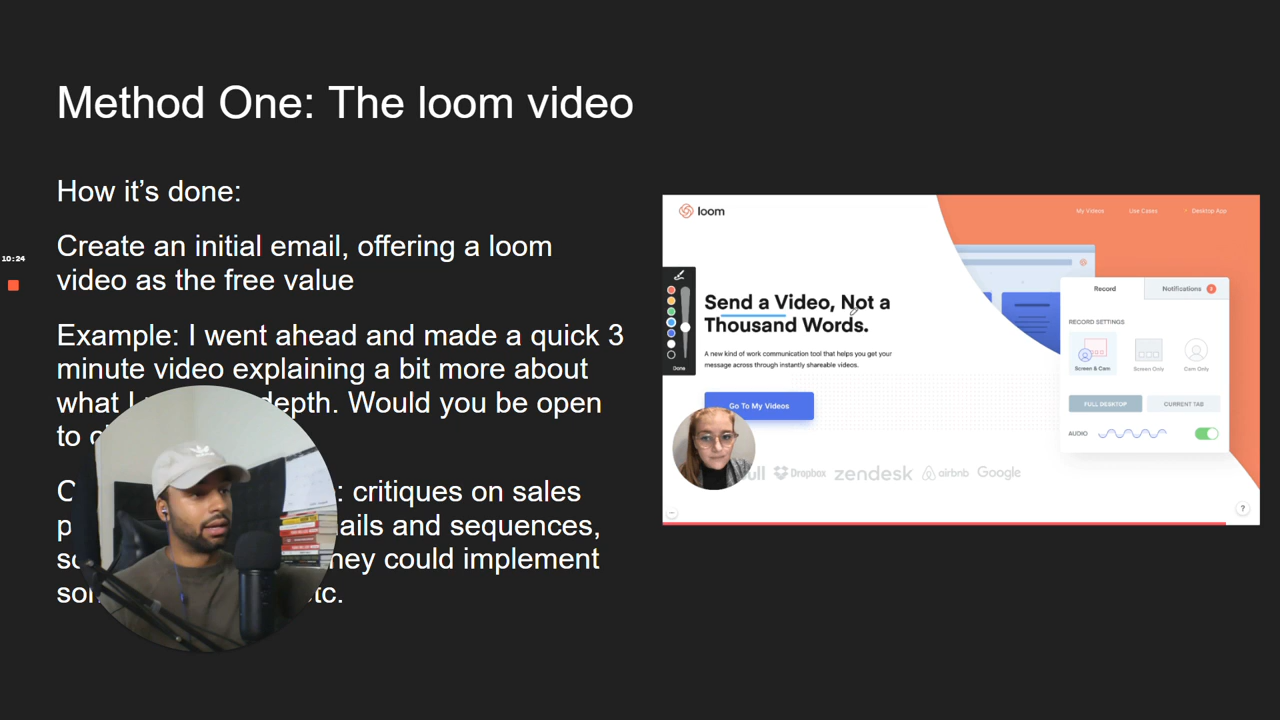 Method One: The loom video
How it's done:
Create an initial email, offering a loom
video as the free value
Example: I went ahead and made a quick 3
minute video explaining a bit more about
what I depth. Would you be open
to
: critiques on sales
and sequences,
they could implement
etc.
10:24
loom
My Videos Use Cases Desktop App
Send a Video, Not a
Thousand Words.
A new kind of work communication tool that helps you get your
message across through instantly shareable videos.
Go To My Videos
Done
Record Notifications
RECORD SETTINGS
Screen & Cam Screen Only Cam Only
FULL DESKTOP CURRENT TAB
AUDIO
Dropbox zendesk airbnb Google
?